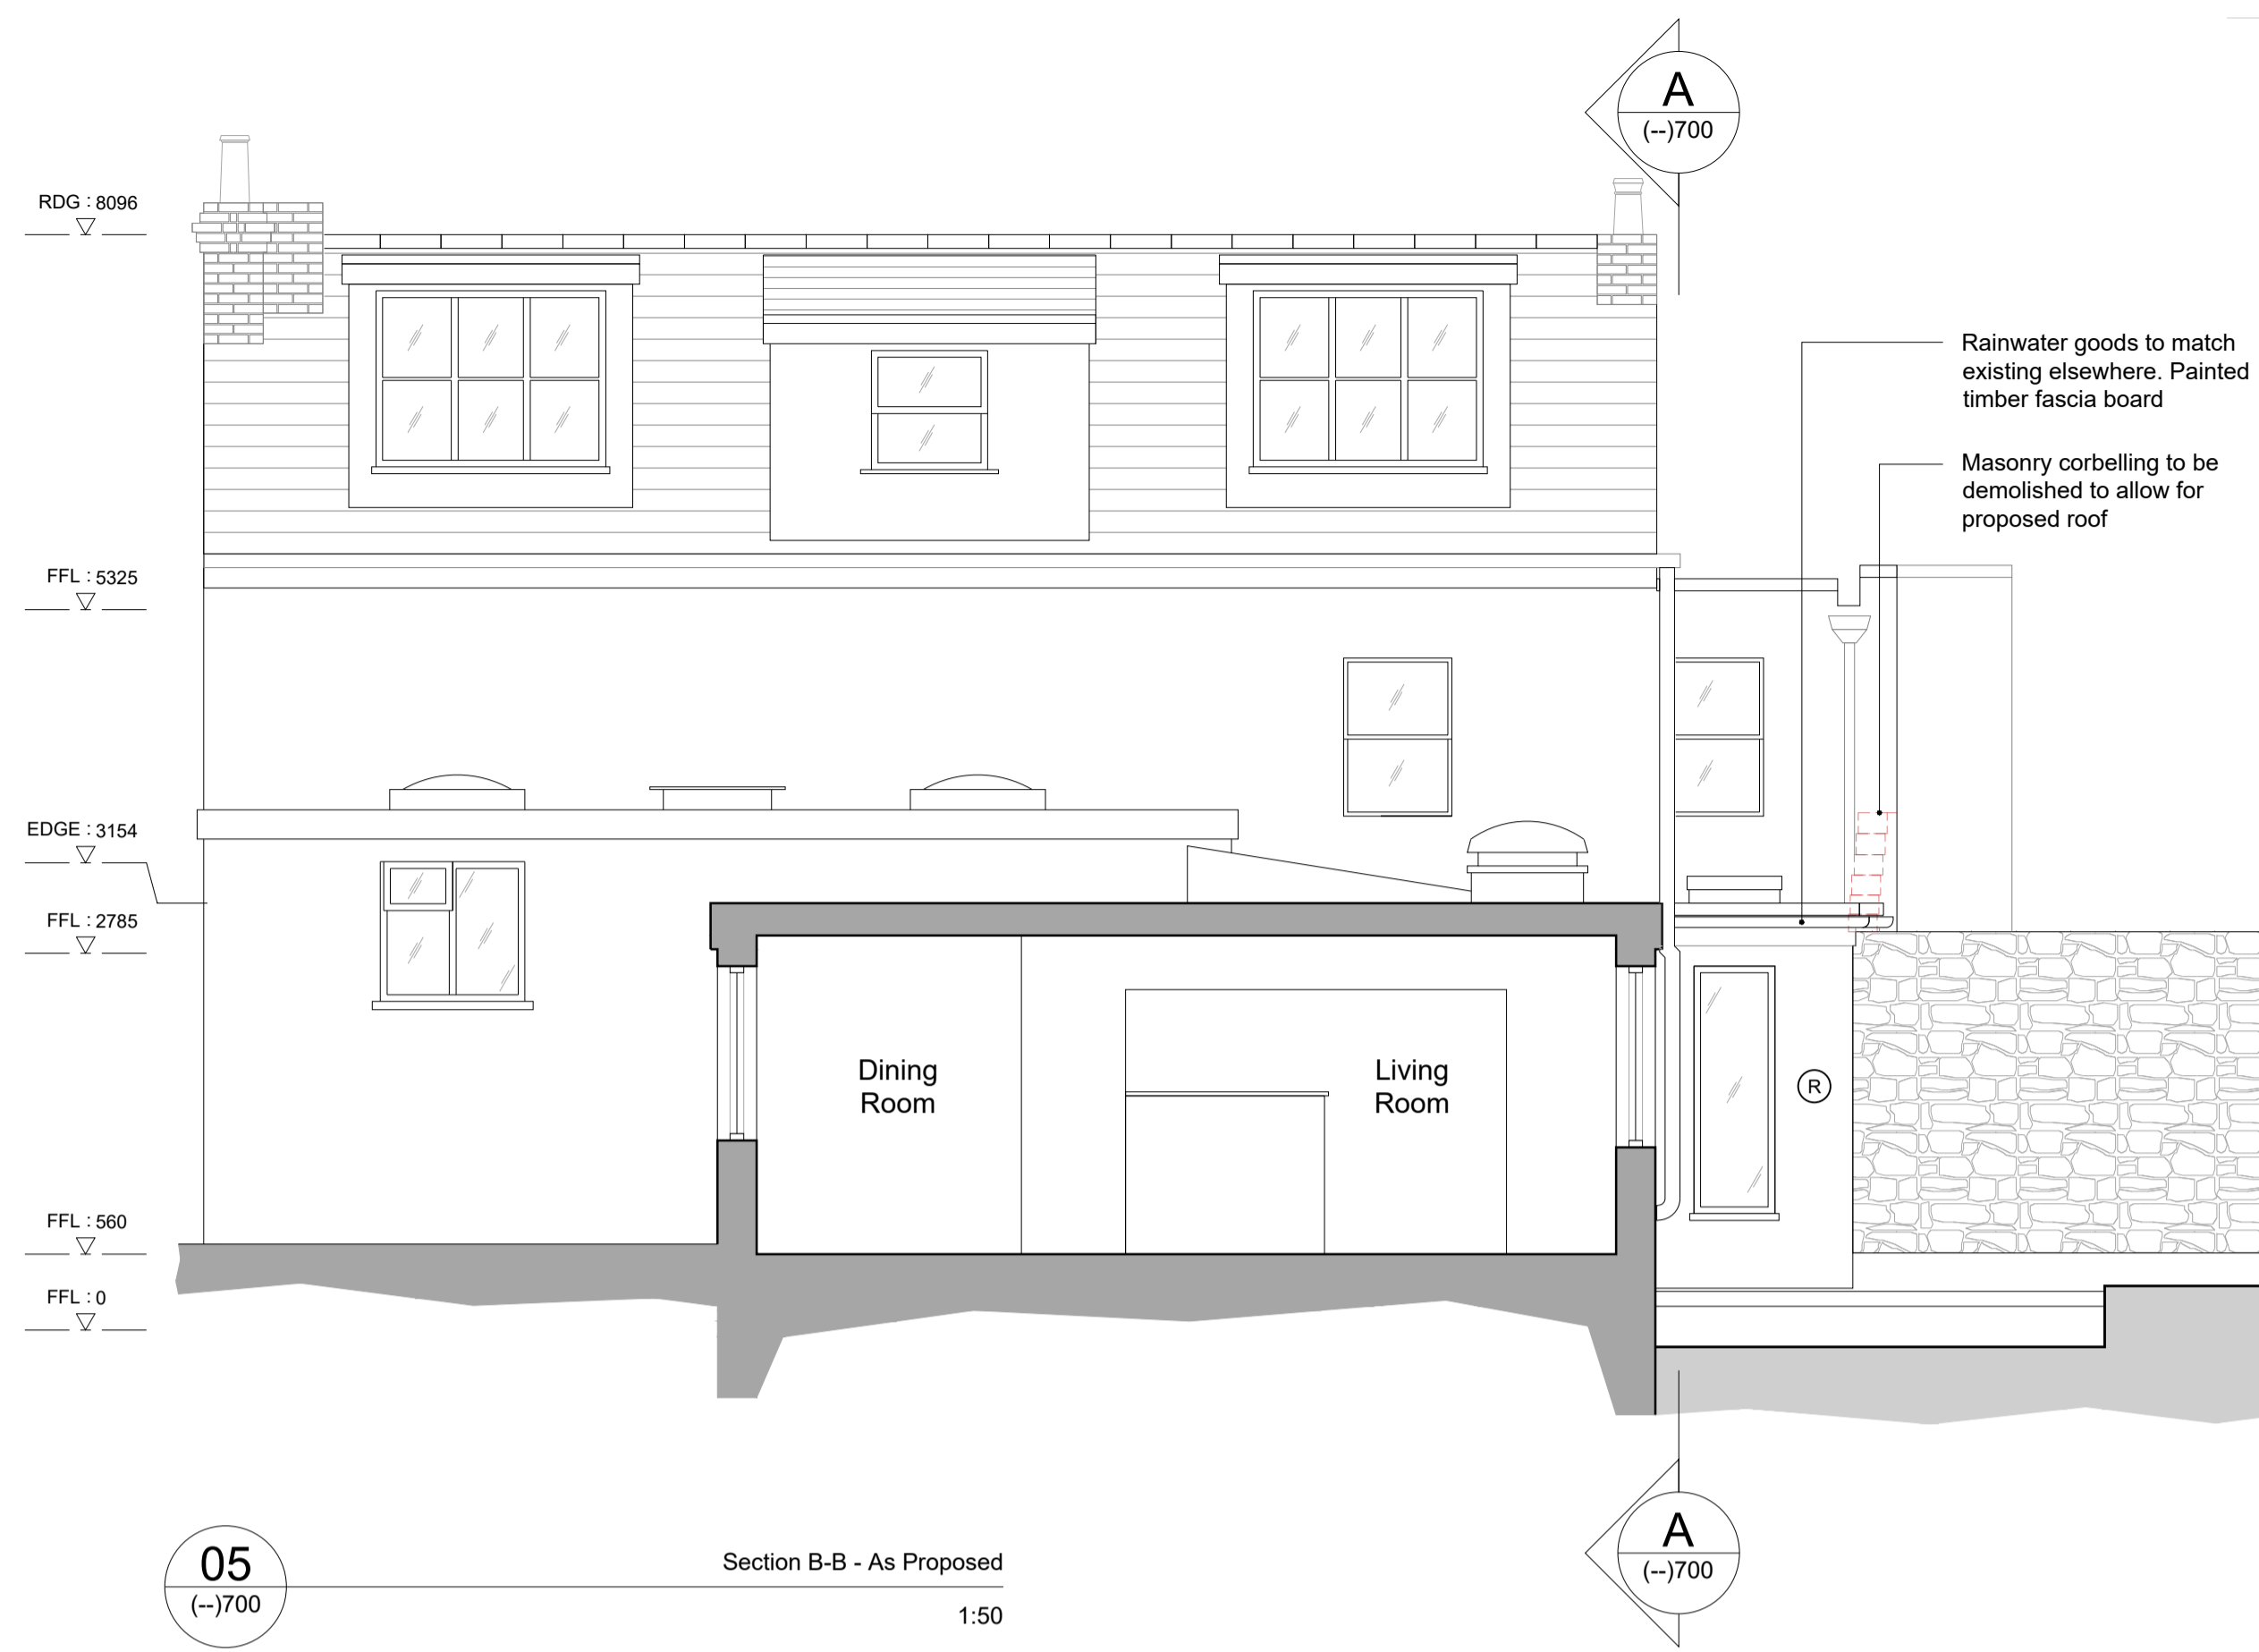 A
(--)700
RDG : 8096
Rainwater goods to match
existing elsewhere. Painted
timber fascia board
Masonry corbelling to be
demolished to allow for
proposed roof
FFL : 5325
EDGE : 3154
FFL : 2785
Dining
Room
Living
Room
R
FFL : 560
FFL : 0
05
(--)700
Section B-B - As Proposed
1:50
A
(--)700